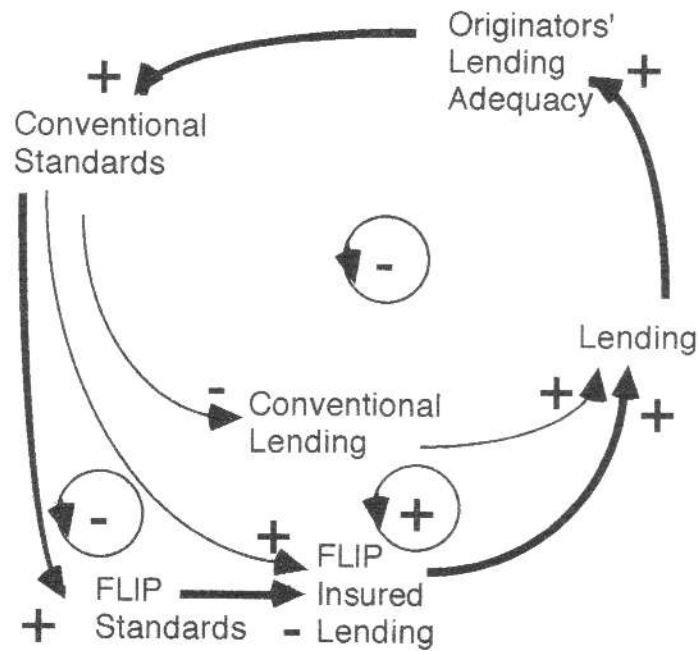 Originators'
Lending
Adequacy
+
+
Conventional
Standards
-
Lending
-
Conventional
Lending
+
+
-
+
+
FLIP
Insured
Lending
FLIP
Standards
+
-